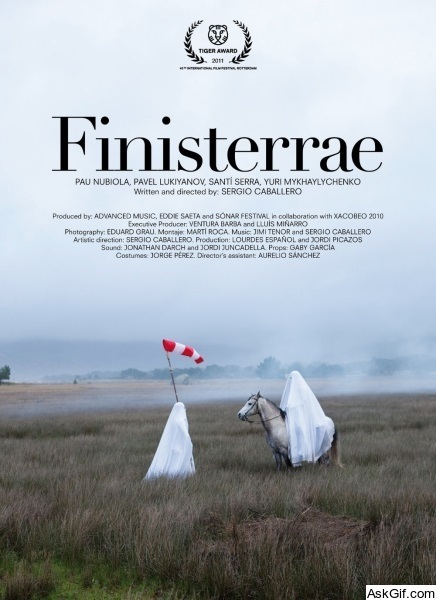 TIGER AWARD
2011
40TH INTERNATIONAL FILM FESTIVAL ROTTERDAM
Finisterrae
PAU NUBIOLA, PAVEL LUKIYANOV, SANTÍ SERRA, YURI MYKHAYLYCHENKO
Written and directed by: SERGIO CABALLERO
Produced by: ADVANCED MUSIC, EDDIE SAETA and SÓNAR FESTIVAL in collaboration with XACOBEO 2010
Executive Producer: VENTURA BARBA and LLUÍS MIÑARRO
Photography: EDUARD GRAU. Montaje: MARTÍ ROCA. Music: JIMI TENOR and SERGIO CABALLERO
Artistic direction: SERGIO CABALLERO. Production: LOURDES ESPAÑOL and JORDI PICAZOS
Sound: JONATHAN DARCH and JORDI JUNCADELLA. Props: GABY GARCÍA
Costumes: JORGE PÉREZ. Director's assistant: AURELIO SÁNCHEZ
AskGif.com